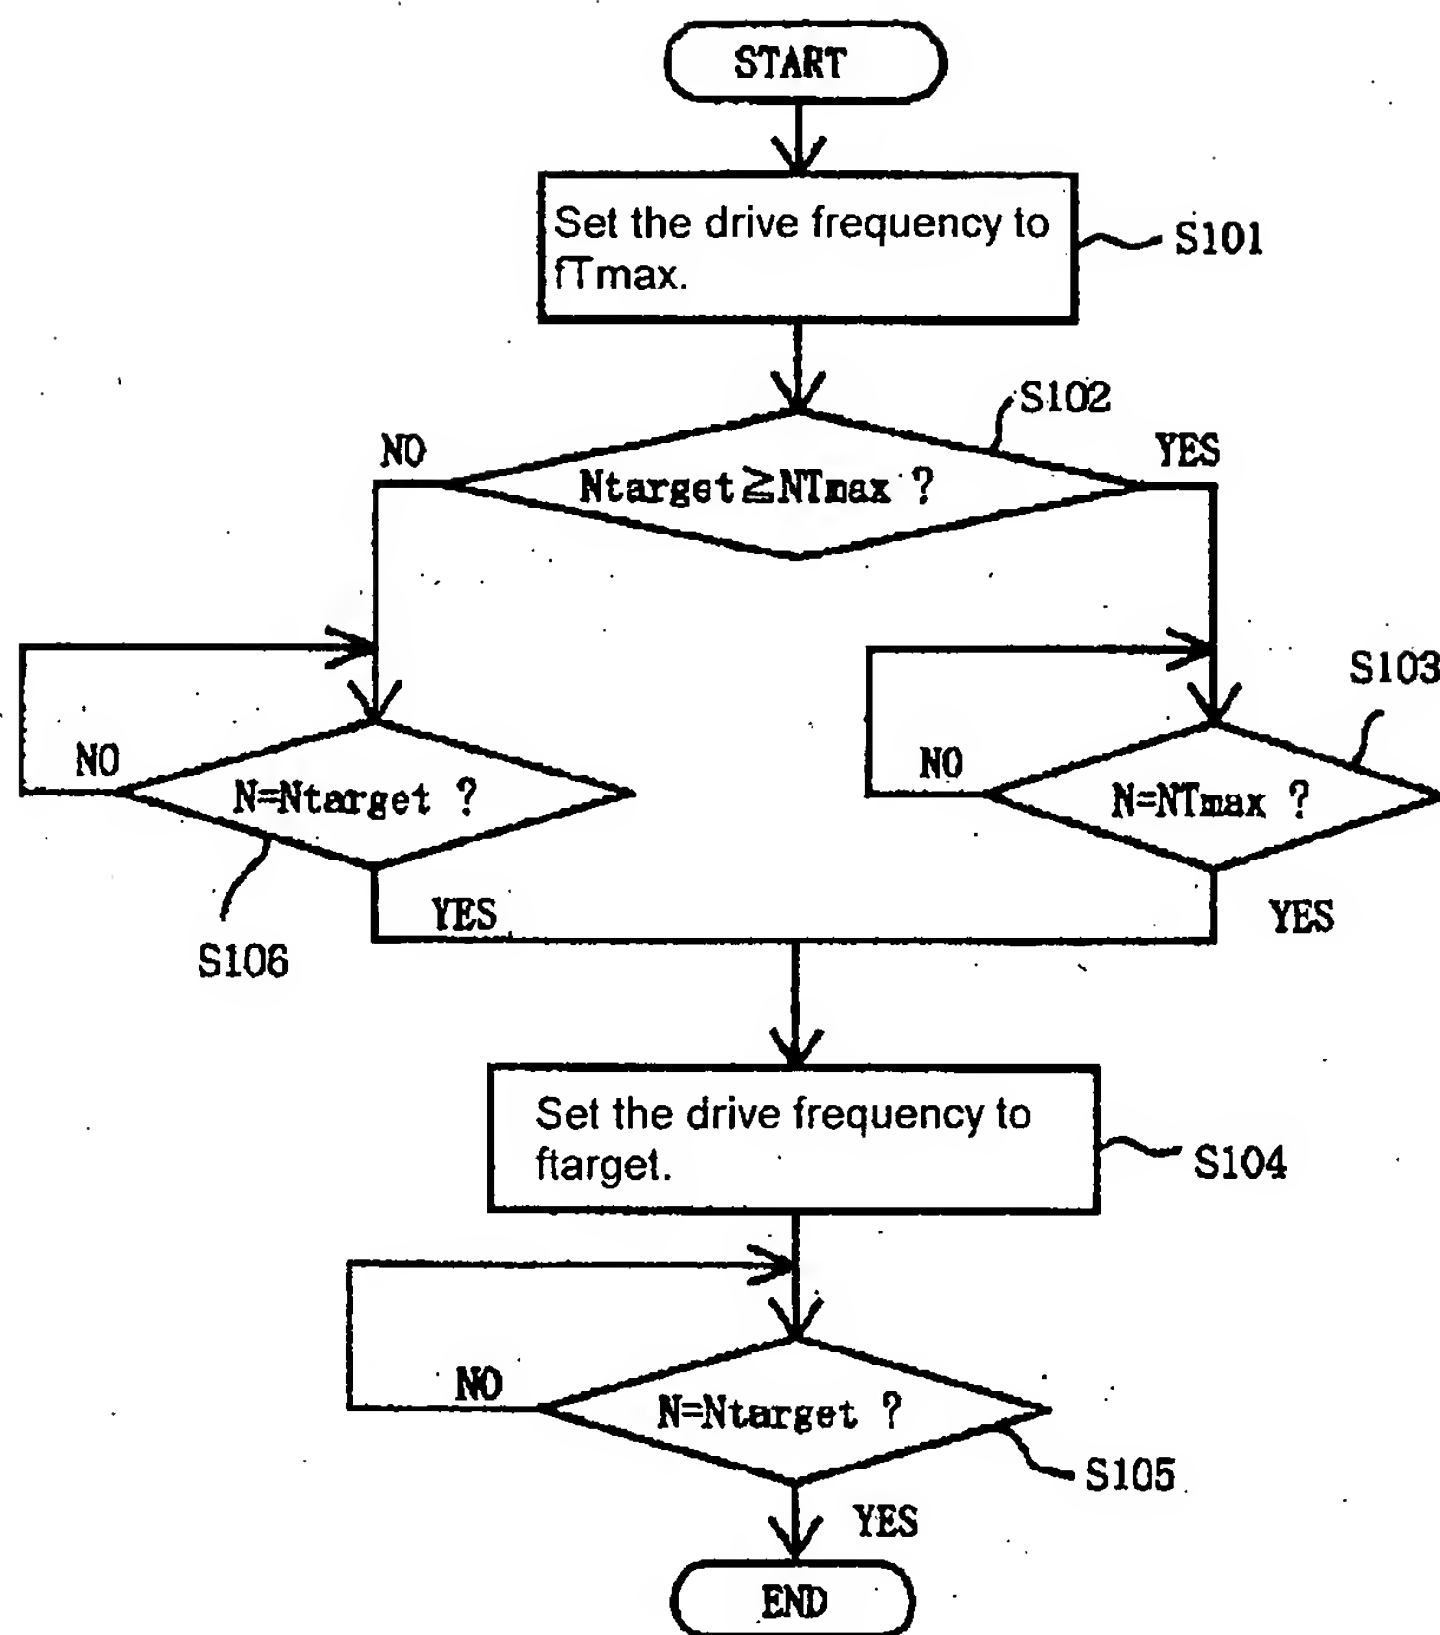 START
Set the drive frequency to
fTmax.
S101
S102
NO
YES
Ntarget≧NTmax ?
S103
NO
N=Ntarget ?
NO
N=NTmax ?
YES
YES
S106
Set the drive frequency to
ftarget.
S104
NO
N=Ntarget ?
S105
YES
END